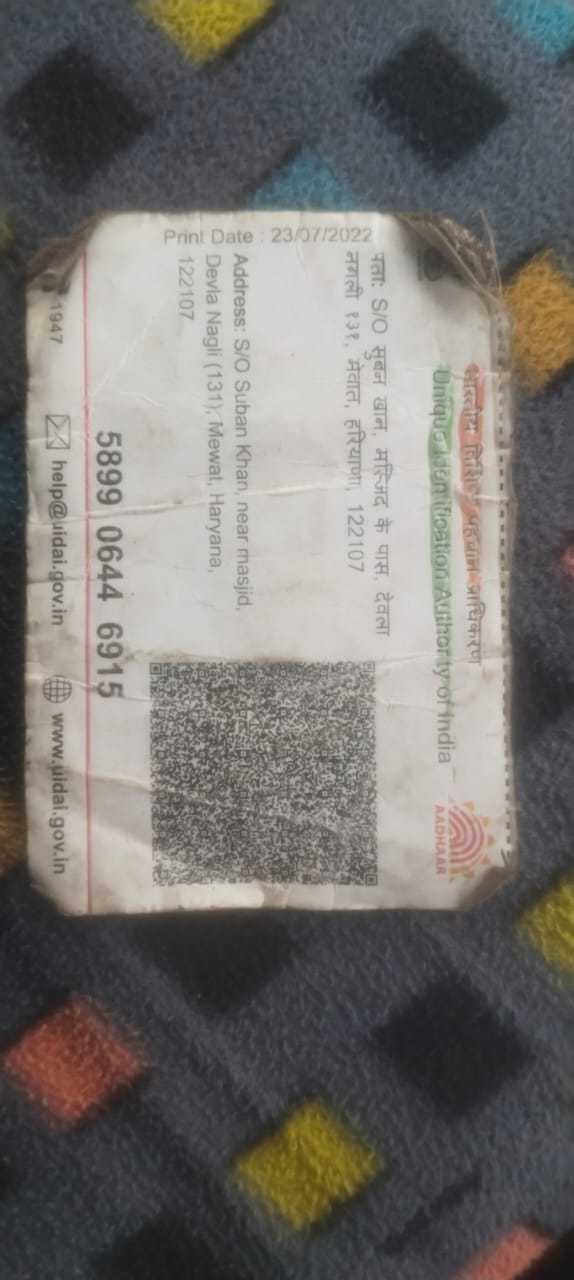 भारतीय विशिष्ट पहचान प्राधिकरण
Unique Identification Authority of India
AADHAAR
पता: S/O सुबन खान, मस्जिद के पास, देवला
नगली १३१, मेवात, हरियाणा, 122107
Address: S/O Suban Khan, near masjid,
Devla Nagli (131), Mewat, Haryana,
122107
Print Date : 23/07/2022
5899 0644 6915
1947
help@uidai.gov.in
www.uidai.gov.in